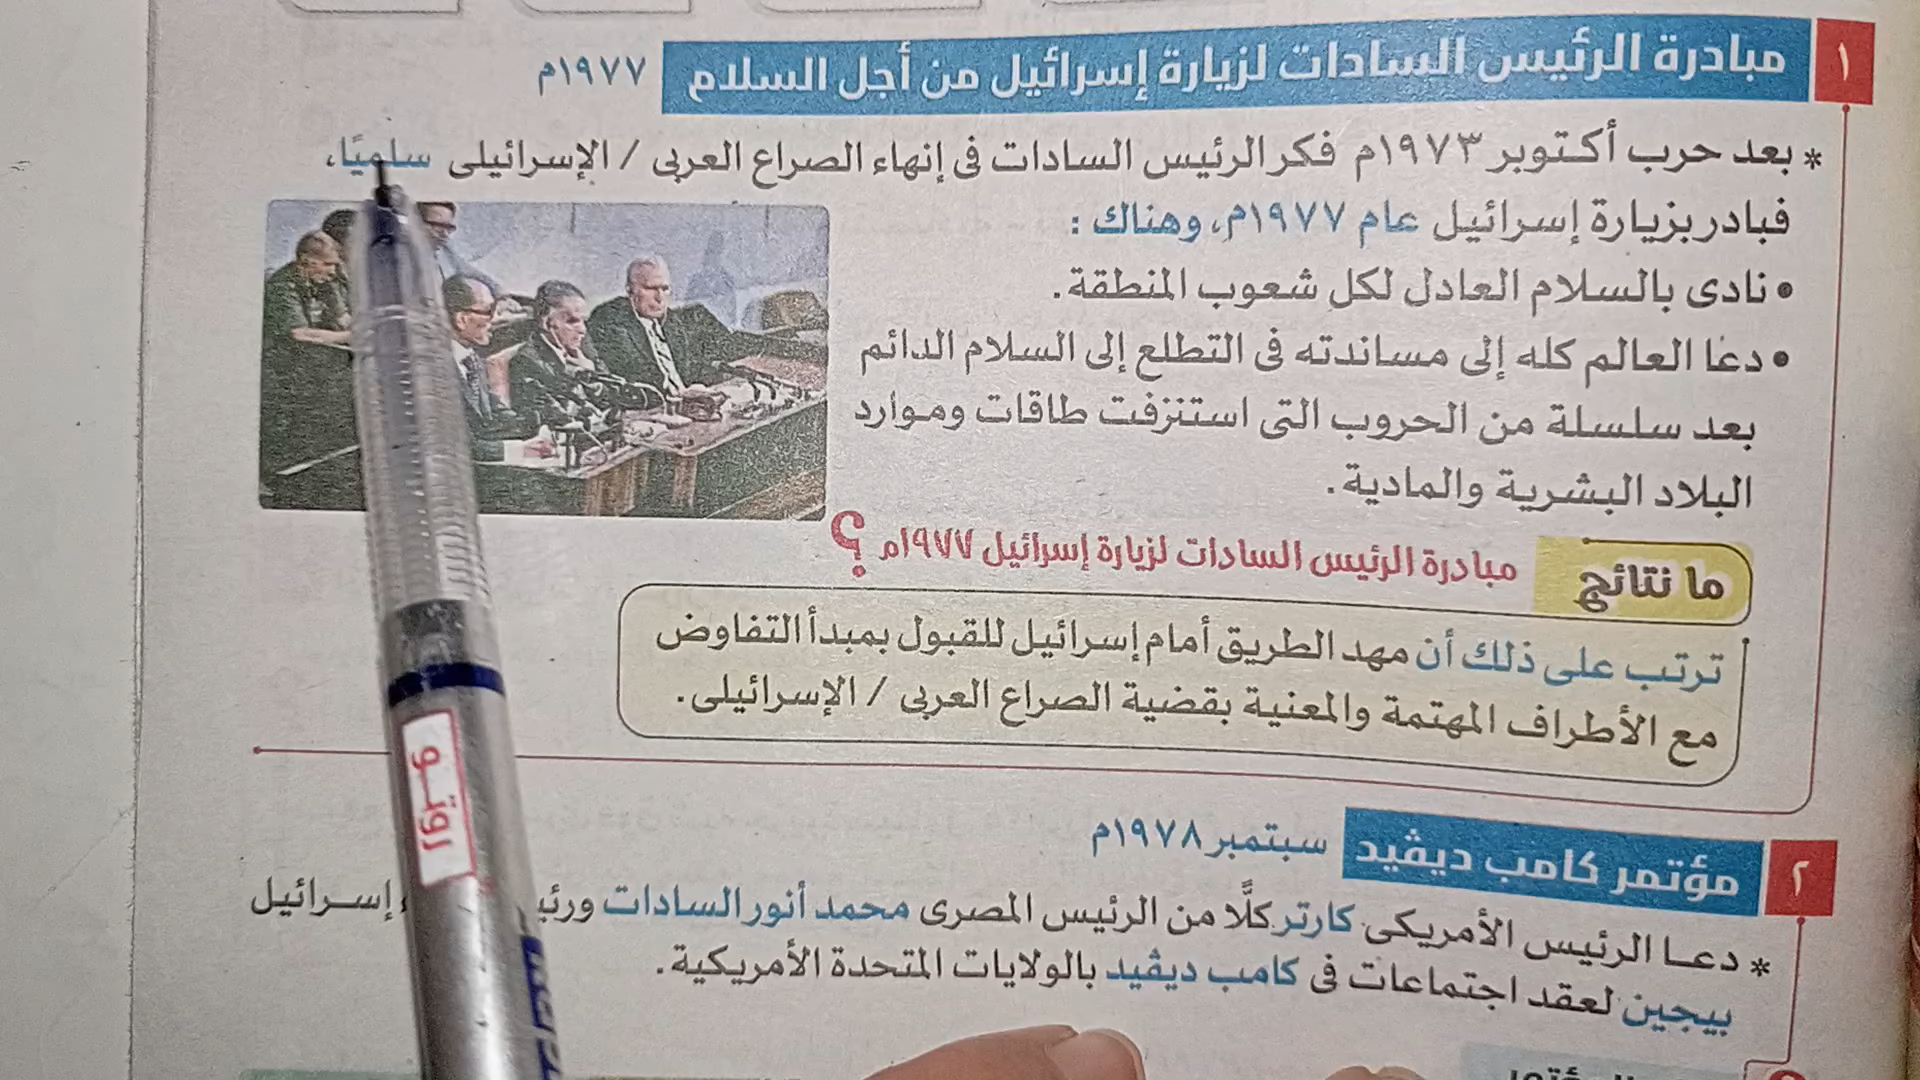 ١ مبادرة الرئيس السادات لزيارة إسرائيل من أجل السلام ١٩٧٧م
* بعد حرب أكتوبر ١٩٧٣م فكر الرئيس السادات فى إنهاء الصراع العربى / الإسرائيلى سلميًا،
فبادر بزيارة إسرائيل عام ١٩٧٧م، وهناك :
• نادى بالسلام العادل لكل شعوب المنطقة.
• دعا العالم كله إلى مساندته فى التطلع إلى السلام الدائم
بعد سلسلة من الحروب التى استنزفت طاقات وموارد
البلاد البشرية والمادية.
ما نتائج مبادرة الرئيس السادات لزيارة إسرائيل ١٩٧٧م ؟
ترتب على ذلك أن مهد الطريق أمام إسرائيل للقبول بمبدأ التفاوض
مع الأطراف المهتمة والمعنية بقضية الصراع العربى / الإسرائيلى.
٢ مؤتمر كامب ديڤيد سبتمبر ١٩٧٨م
* دعا الرئيس الأمريكى كارتر كلًّا من الرئيس المصرى محمد أنور السادات إسرائيل
بيجين لعقد اجتماعات فى كامب ديڤيد بالولايات المتحدة الأمريكية.
روتو